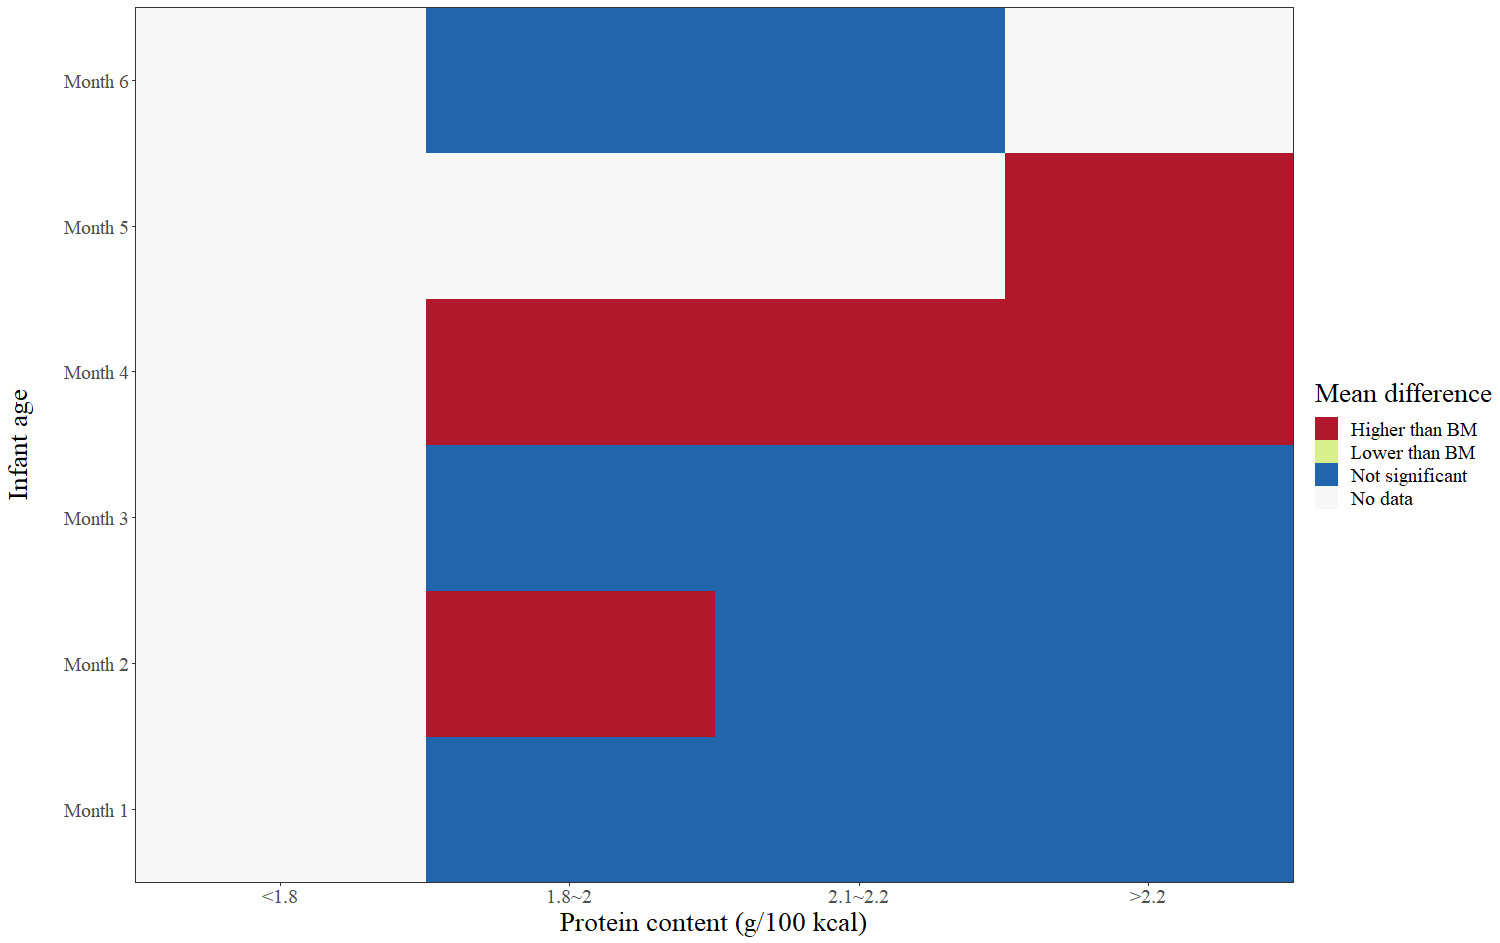 Month 6
Month 5
Month 4
Month 3
Month 2
Month 1
Infant age
<1.8
1.8~2
2.1~2.2
>2.2
Protein content (g/100 kcal)
Mean difference
Higher than BM
Lower than BM
Not significant
No data